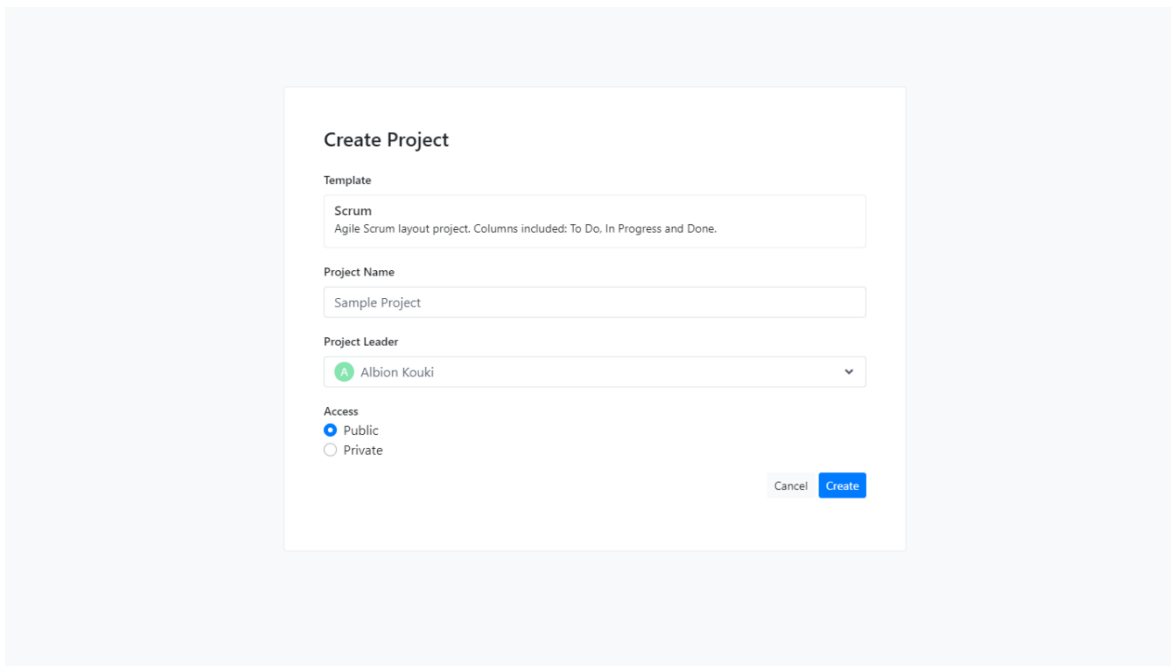 Create Project
Template
Scrum
Agile Scrum layout project. Columns included: To Do, In Progress and Done.
Project Name
Sample Project
Project Leader
A Albion Kouki
Access
Public
Private
Cancel Create